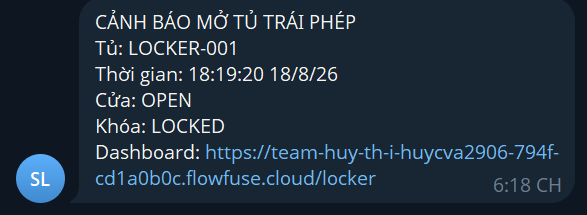 CẢNH BÁO MỞ TỦ TRÁI PHÉP
Tủ: LOCKER-001
Thời gian: 18:19:20 18/8/26
Cửa: OPEN
Khóa: LOCKED
Dashboard: https://team-huy-th-i-huycva2906-794f-
cd1a0b0c.flowfuse.cloud/locker
SL
6:18 CH